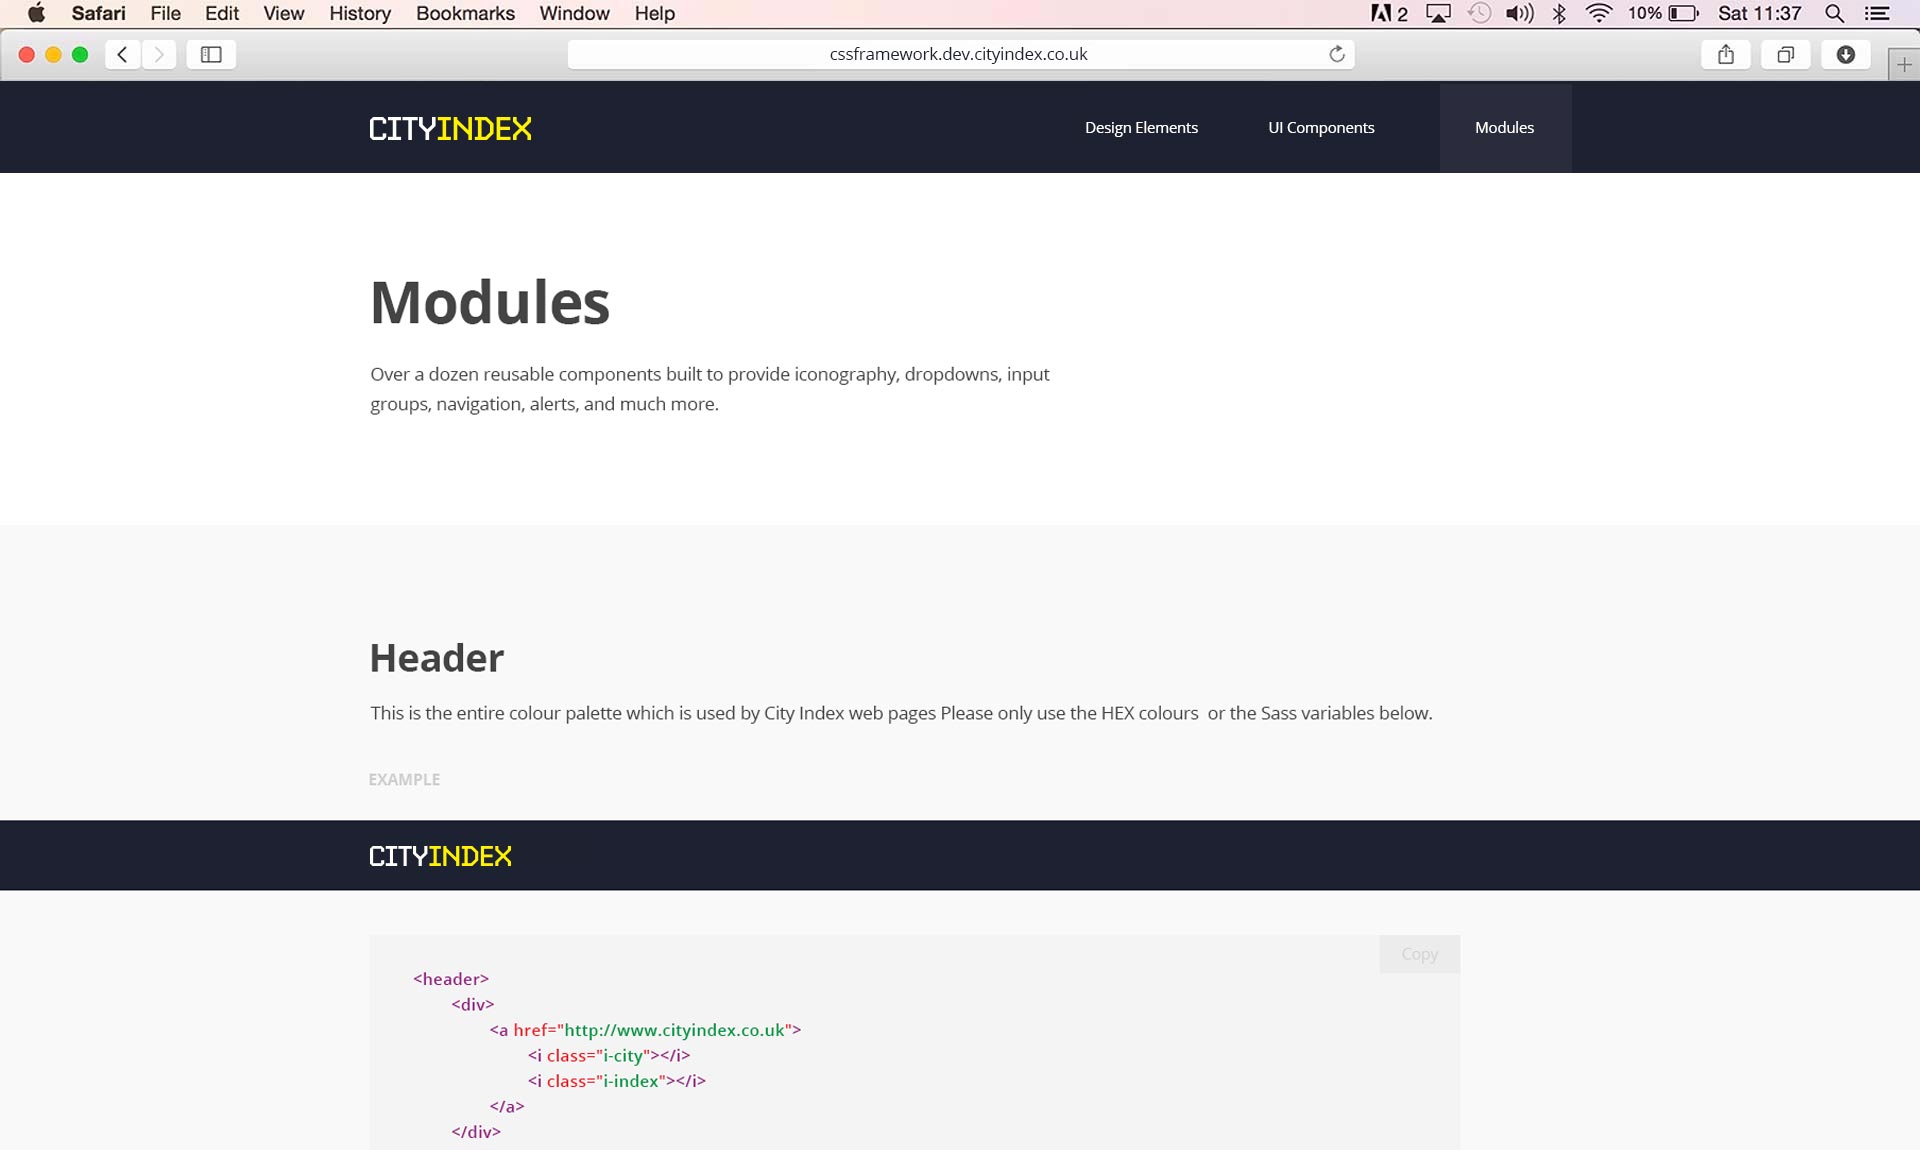 Safari File Edit View History Bookmarks Window Help 2 10% Sat 11:37
cssframework.dev.cityindex.co.uk
CITYINDEX Design Elements UI Components Modules
Modules
Over a dozen reusable components built to provide iconography, dropdowns, input
groups, navigation, alerts, and much more.
Header
This is the entire colour palette which is used by City Index web pages Please only use the HEX colours  or the Sass variables below.
EXAMPLE
CITYINDEX
Copy
<header>
<div>
<a href="http://www.cityindex.co.uk">
<i class="i-city"></i>
<i class="i-index"></i>
</a>
</div>